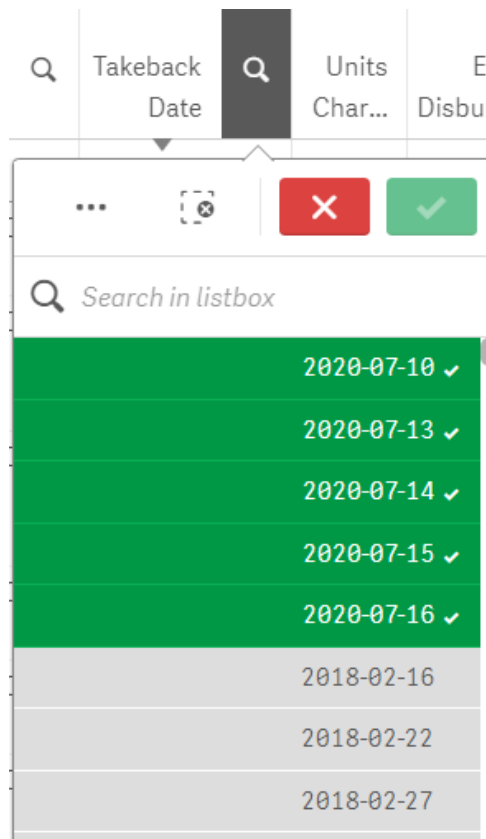 Takeback Date
Units Char...
E
Disbu
Search in listbox
2020-07-10
2020-07-13
2020-07-14
2020-07-15
2020-07-16
2018-02-16
2018-02-22
2018-02-27